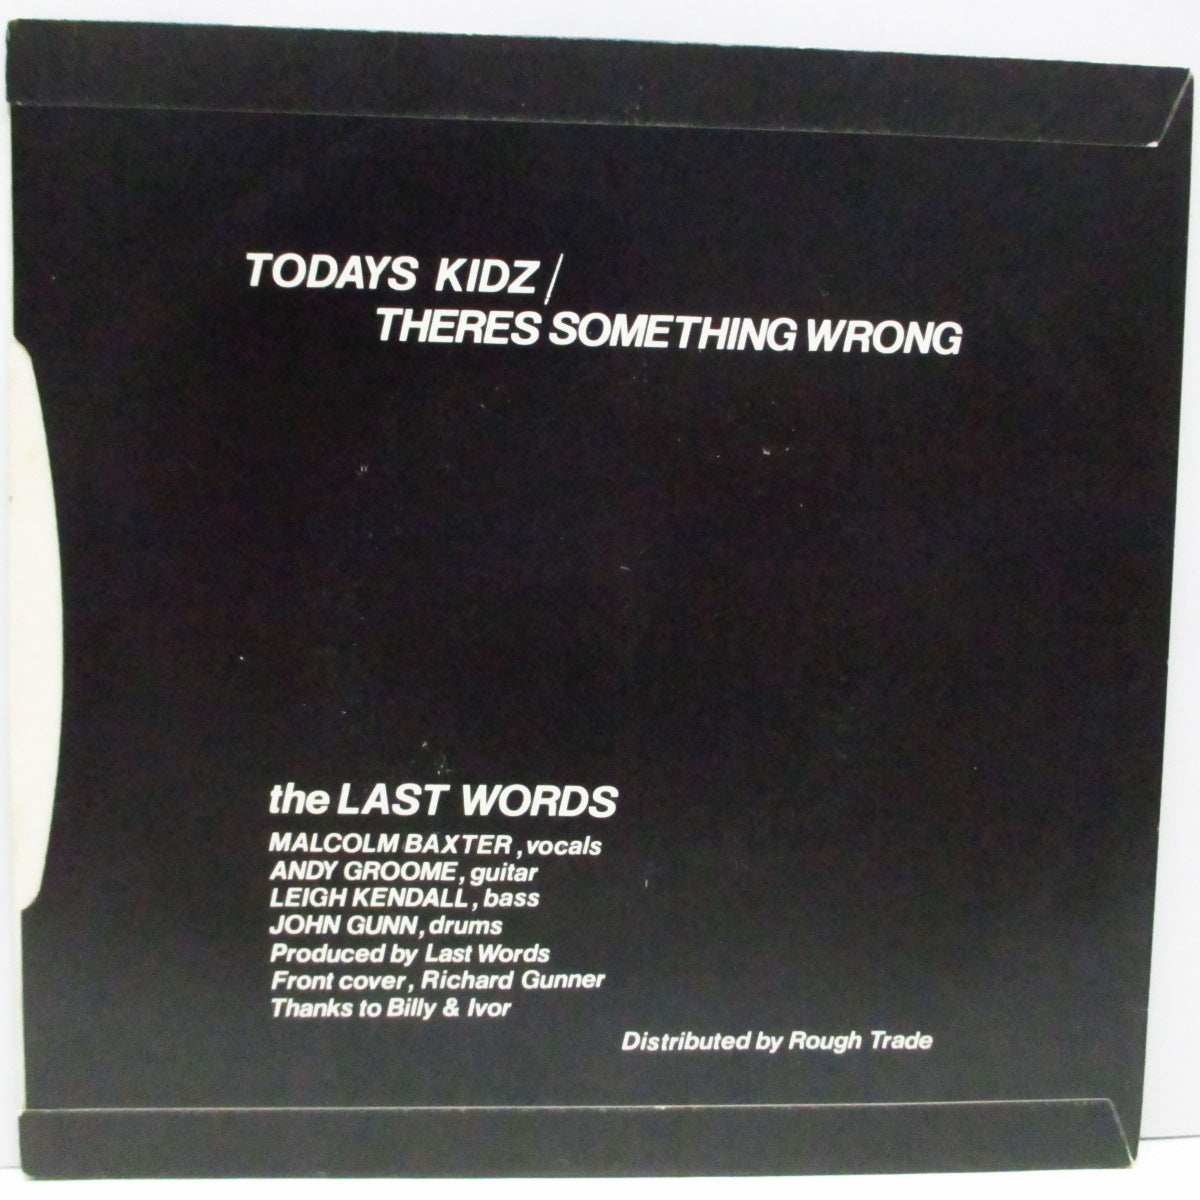 TODAYS KIDZ/
THERES SOMETHING WRONG
the LAST WORDS
MALCOLM BAXTER, vocals
ANDY GROOME, guitar
LEIGH KENDALL, bass
JOHN GUNN, drums
Produced by Last Words
Front cover, Richard Gunner
Thanks to Billy & Ivor
Distributed by Rough Trade